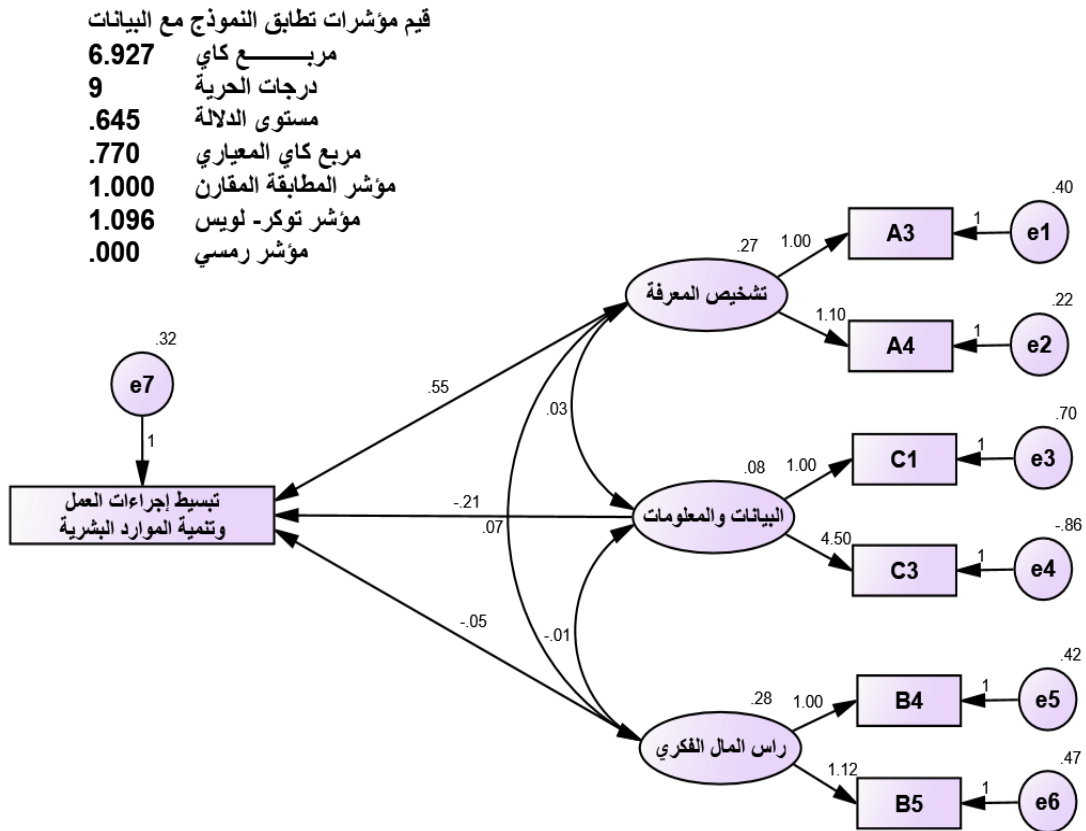 قيم مؤشرات تطابق النموذج مع البيانات
مربـــــــع كاي 6.927
درجات الحرية 9
مستوى الدلالة .645
مربع كاي المعياري .770
مؤشر المطابقة المقارن 1.000
مؤشر توكر- لويس 1.096
مؤشر رمسي .000
.40
.27 1.00 A3 1 e1
تشخيص المعرفة
.22
1.10 A4 1 e2
.32
e7
1
.55
.03
.70
.08 1.00 C1 1 e3
تبسيط إجراءات العمل
وتنمية الموارد البشرية
-.21
.07
البيانات والمعلومات
-.86
4.50 C3 1 e4
-.05
-.01
.42
.28 1.00 B4 1 e5
راس المال الفكري
.47
1.12 B5 1 e6